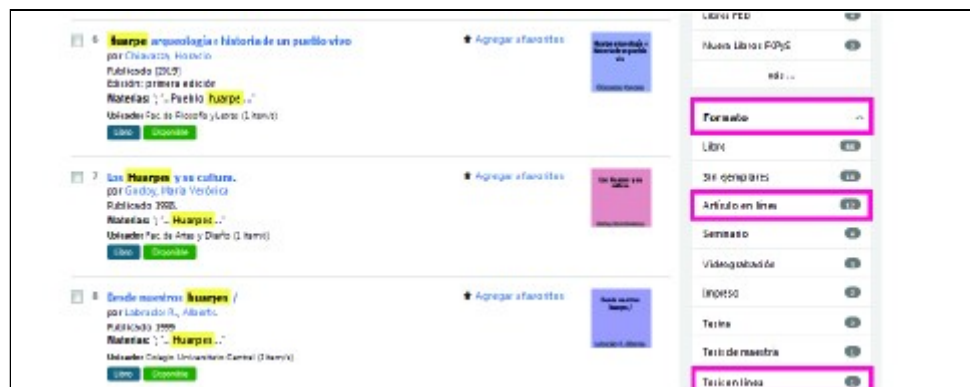 Libros FED
6 Huarpe arqueología e historia de un pueblo vivo
Agregar a favoritos
por Chiavazza, Horacio
Publicado (2019)
Edición: primera edición
Materias: '; '...Pueblo huarpe...'
Ubicado: Fac. de Filosofía y Letras (1 ítem/s)
Libro Disponible
7 Los Huarpes y su cultura.
Agregar a favoritos
por Godoy, María Verónica
Publicado 1998.
Materias: '; '...Huarpes...'
Ubicado: Fac. de Artes y Diseño (1 ítem/s)
Libro Disponible
8 Desde nuestros huarpes /
Agregar a favoritos
por Labrador R., Alberto.
Publicado 1999
Materias: '; '...Huarpes...'
Ubicado: Colegio Universitario Central (3 ítem/s)
Libro Disponible
Nuevos Libros FCPyS
más ...
Formato
Libro
Sin ejemplares
Artículo en línea
Seminario
Videograbación
Impreso
Tesina
Tesis de maestría
Tesis en línea